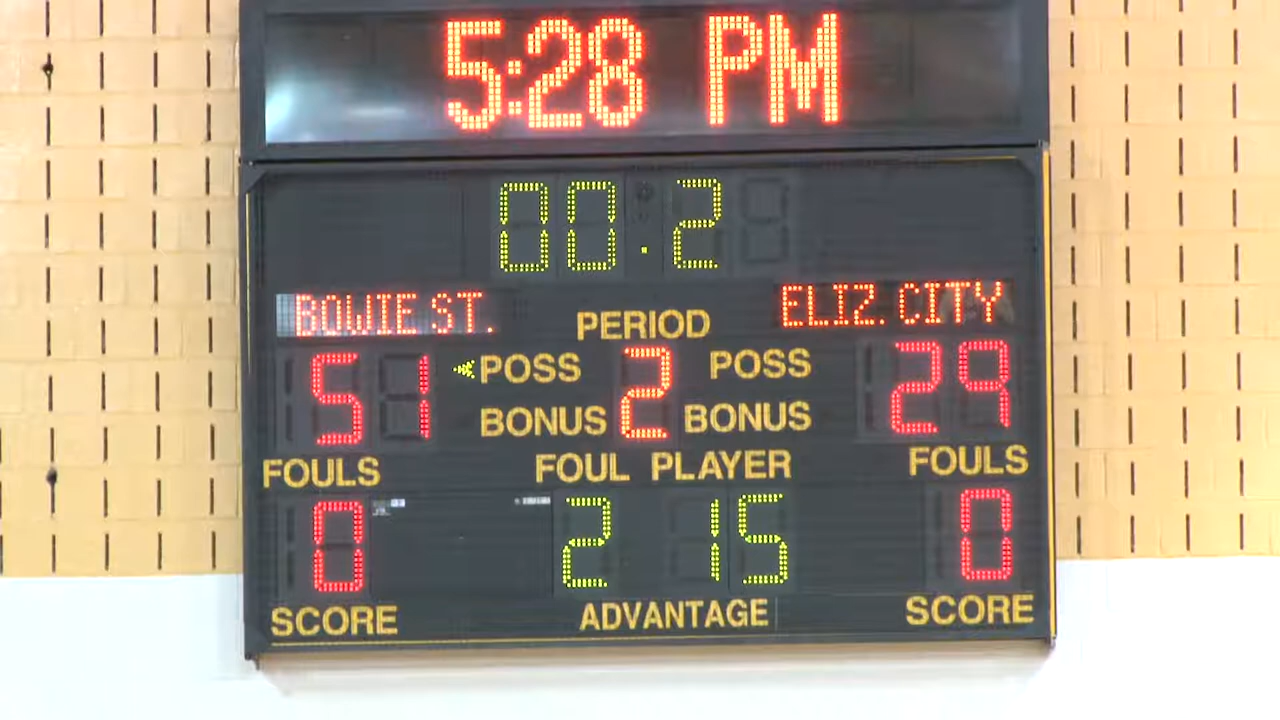 5:28 PM
00.2
BOWIE ST. PERIOD ELIZ. CITY
51 POSS 2 POSS 29
BONUS BONUS
FOULS FOUL PLAYER FOULS
0 2 15 0
SCORE ADVANTAGE SCORE